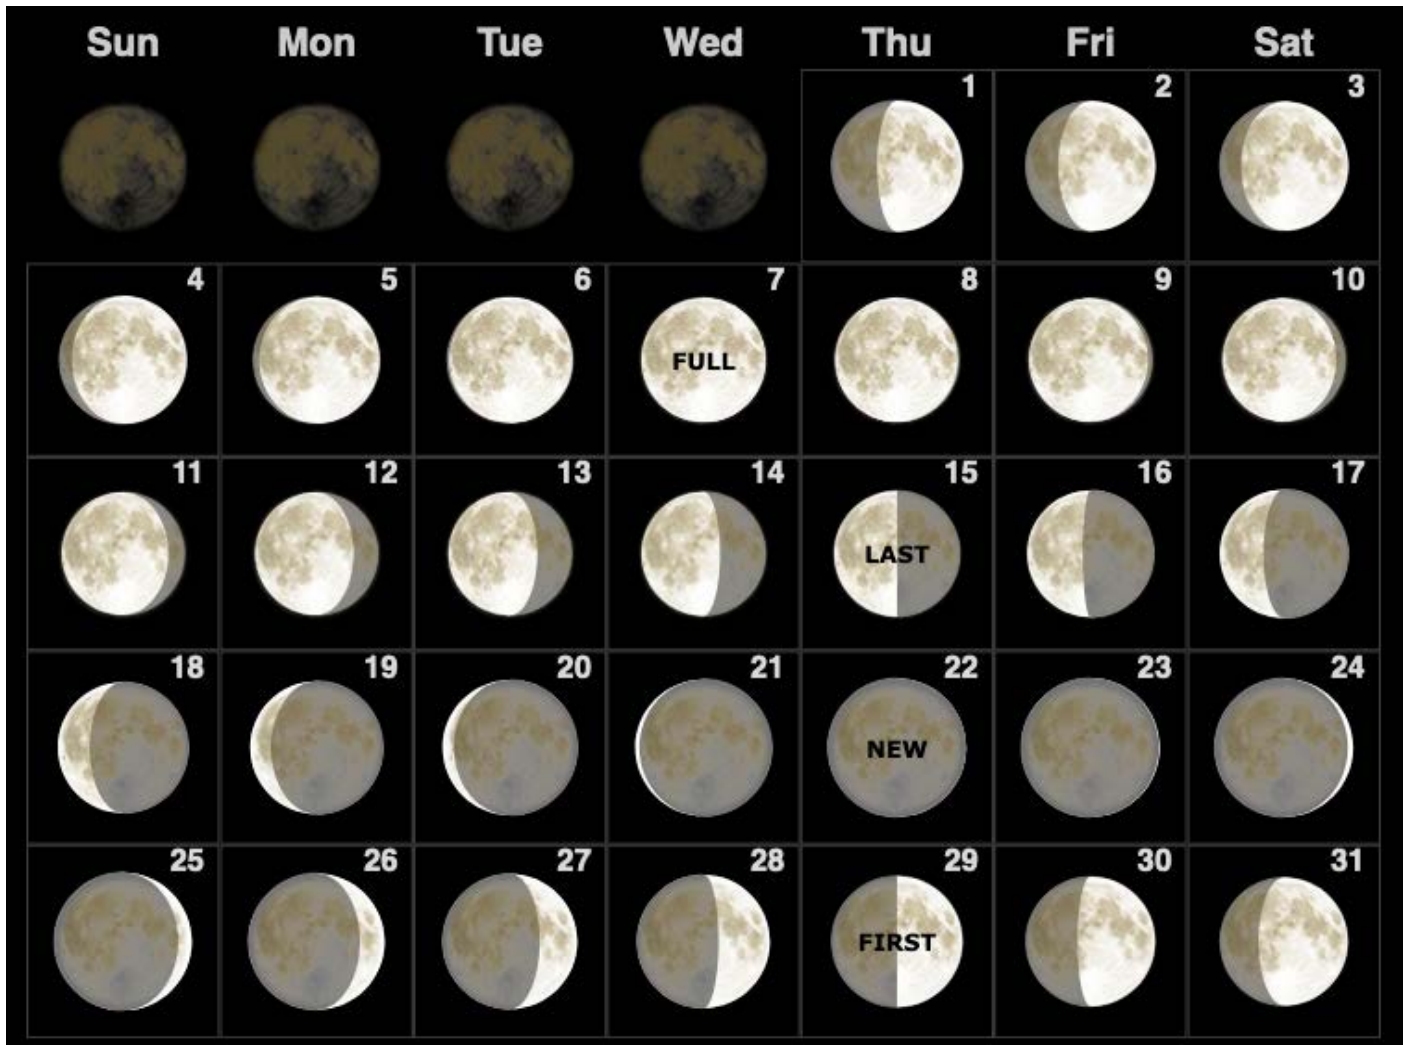 Sun Mon Tue Wed Thu Fri Sat
1 2 3
4 5 6 7 8 9 10
FULL
11 12 13 14 15 16 17
LAST
18 19 20 21 22 23 24
NEW
25 26 27 28 29 30 31
FIRST